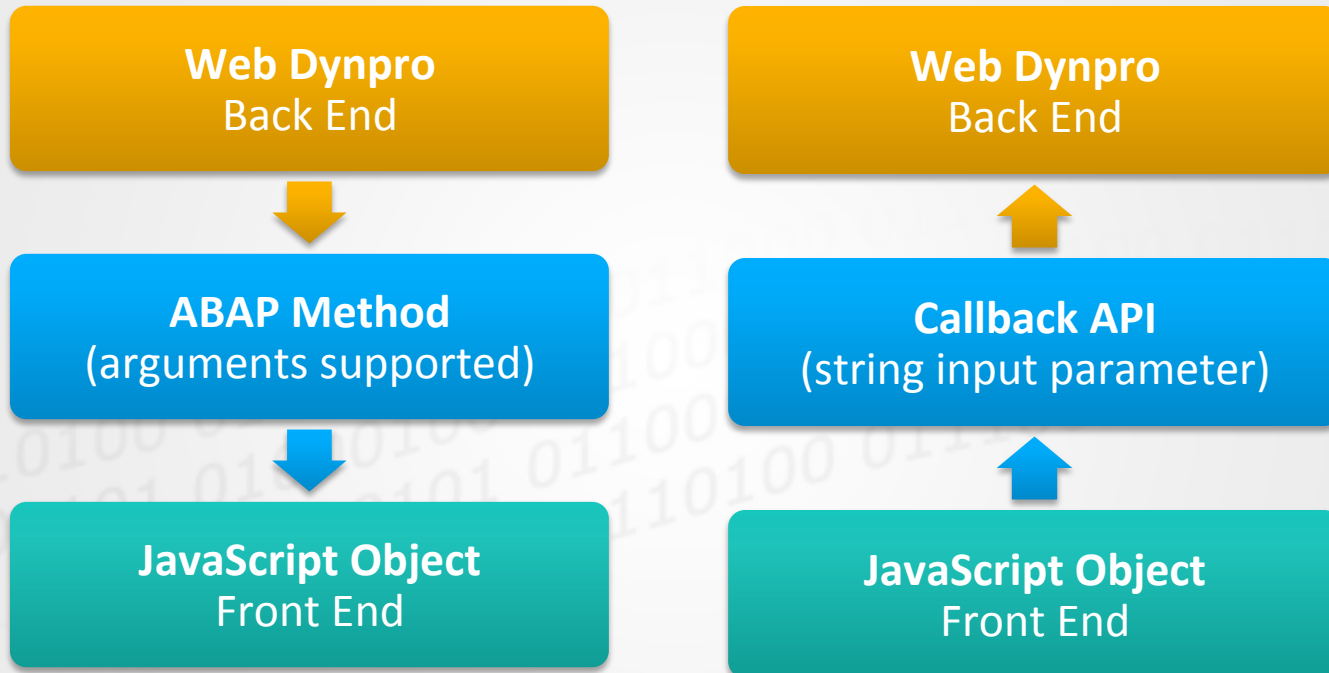 Web Dynpro
Back End
ABAP Method
(arguments supported)
JavaScript Object
Front End
Web Dynpro
Back End
Callback API
(string input parameter)
JavaScript Object
Front End